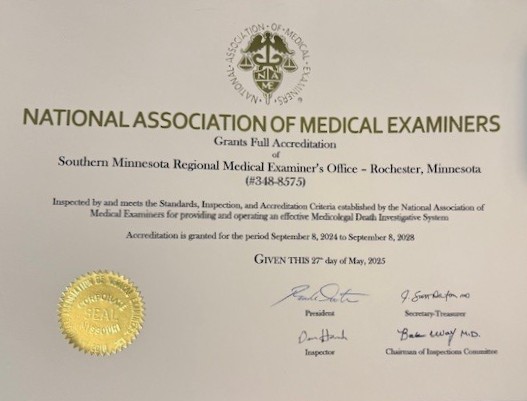 NATIONAL ASSOCIATION OF MEDICAL EXAMINERS
N A
ME
NATIONAL ASSOCIATION OF MEDICAL EXAMINERS
Grants Full Accreditation
of
Southern Minnesota Regional Medical Examiner's Office – Rochester, Minnesota
(#348-8575)
Inspected by and meets the Standards, Inspection, and Accreditation Criteria established by the National Association of
Medical Examiners for providing and operating an effective Medicolegal Death Investigative System
Accreditation is granted for the period September 8, 2024 to September 8, 2028
GIVEN THIS 27th day of May, 2025
CORPORATE
SEAL
MISSOURI
President
Secretary-Treasurer
M.D.
Inspector
Chairman of Inspections Committee